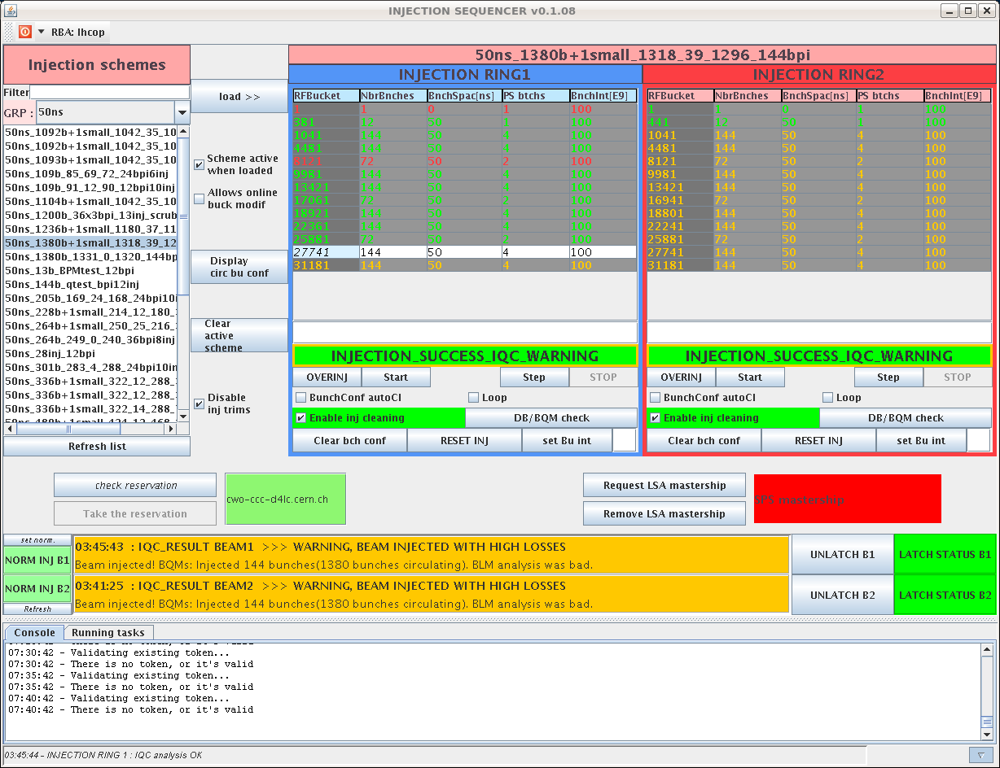 INJECTION SEQUENCER v0.1.08
RBA: lhcop
Injection schemes
Filter
GRP : 50ns
50ns_1092b+1small_1042_35_10
50ns_1092b+1small_1042_35_10
50ns_1093b+1small_1042_35_10
50ns_109b_85_69_72_24bpi6inj
50ns_109b_91_12_90_12bpi10inj
50ns_1104b+1small_1042_35_10
50ns_1200b_36x3bpi_13inj_scrub
50ns_1236b+1small_1180_37_11
50ns_1380b+1small_1318_39_12
50ns_1380b_1331_0_1320_144bp
50ns_13b_BPMtest_12bpi
50ns_144b_qtest_bpi12inj
50ns_205b_169_24_168_24bpi10i
50ns_228b+1small_214_12_180_
50ns_264b+1small_250_25_216_
50ns_264b_249_0_240_36bpi8inj
50ns_28inj_12bpi
50ns_301b_283_4_288_24bpi10in
50ns_336b+1small_322_12_288_
50ns_336b+1small_322_12_288_
50ns_336b+1small_322_14_288_
50ns_480b+1small_424_12_468
Refresh list
load >>
Scheme active
when loaded
Allows online
buck modif
Display
circ bu conf
Clear
active
scheme
Disable
inj trims
50ns_1380b+1small_1318_39_1296_144bpi
INJECTION RING1
RFBucket NbrBnches BnchSpac[ns] PS btchs BnchInt[E9]
1 1 0 1 100
381 12 50 1 100
1041 144 50 4 100
4481 144 50 4 100
8121 72 50 2 100
9981 144 50 4 100
13421 144 50 4 100
17061 72 50 2 100
18921 144 50 4 100
22361 144 50 4 100
25881 72 50 2 100
27741 144 50 4 100
31181 144 50 4 100
INJECTION_SUCCESS_IQC_WARNING
OVERINJ Start Step STOP
BunchConf autoCl Loop
Enable inj cleaning DB/BQM check
Clear bch conf RESET INJ set Bu int
INJECTION RING2
RFBucket NbrBnches BnchSpac[ns] PS btchs BnchInt[E9]
1 1 0 1 100
441 12 50 1 100
1041 144 50 4 100
4481 144 50 4 100
8121 72 50 2 100
9981 144 50 4 100
13421 144 50 4 100
16941 72 50 2 100
18801 144 50 4 100
22241 144 50 4 100
25881 72 50 2 100
27741 144 50 4 100
31181 144 50 4 100
INJECTION_SUCCESS_IQC_WARNING
OVERINJ Start Step STOP
BunchConf autoCl Loop
Enable inj cleaning DB/BQM check
Clear bch conf RESET INJ set Bu int
check reservation
Take the reservation
cwo-ccc-d4lc.cern.ch
Request LSA mastership
Remove LSA mastership
SPS mastership
set norm.
NORM INJ B1
NORM INJ B2
Refresh
03:45:43 : IQC_RESULT BEAM1 >>> WARNING, BEAM INJECTED WITH HIGH LOSSES
Beam injected! BQMs: Injected 144 bunches(1380 bunches circulating). BLM analysis was bad.
03:41:25 : IQC_RESULT BEAM2 >>> WARNING, BEAM INJECTED WITH HIGH LOSSES
Beam injected! BQMs: Injected 144 bunches(1380 bunches circulating). BLM analysis was bad.
UNLATCH B1 LATCH STATUS B1
UNLATCH B2 LATCH STATUS B2
Console Running tasks
07:30:42 - Validating existing token...
07:30:42 - There is no token, or it's valid
07:35:42 - Validating existing token...
07:35:42 - There is no token, or it's valid
07:40:42 - Validating existing token...
07:40:42 - There is no token, or it's valid
03:45:44 - INJECTION RING 1 : IQC analysis OK